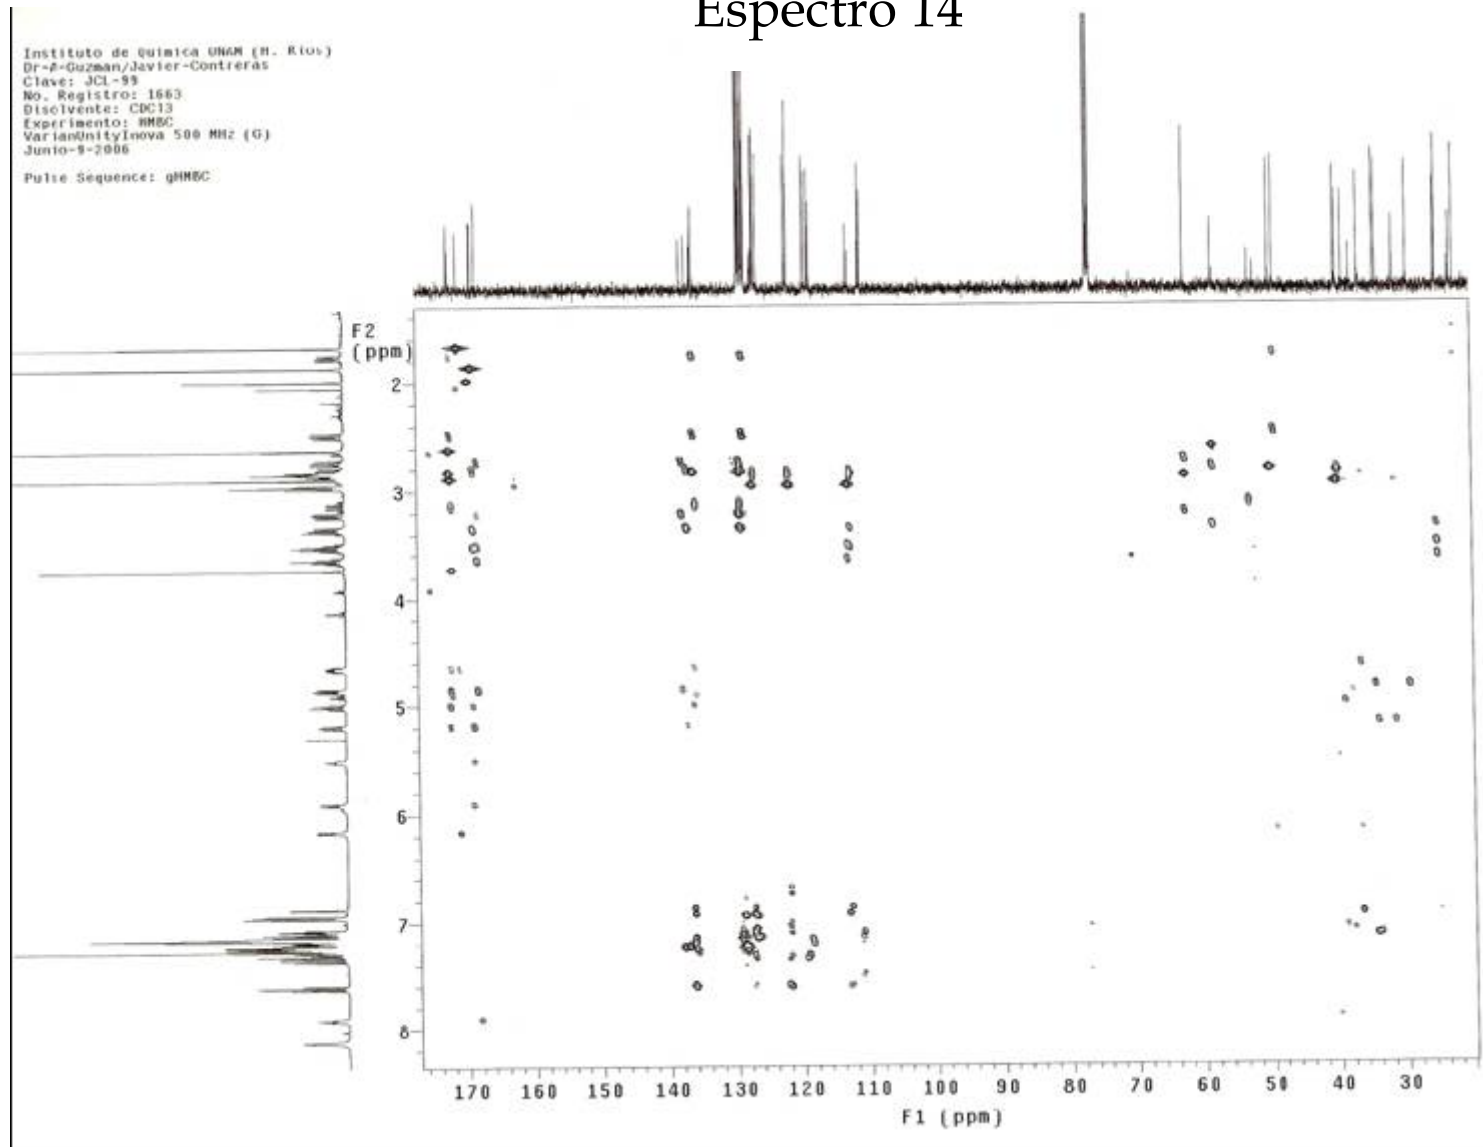 Espectro 14
Instituto de Quimica UNAM (H. Rios)
Dr-A-Guzman/Javier-Contreras
Clave: JCL-99
No. Registro: 1663
Disolvente: CDCl3
Experimento: HMBC
VarianUnityInova 500 MHz (G)
Junio-9-2006
Pulse Sequence: gHMBC
F2
(ppm)
2
3
4
5
6
7
8
170 160 150 140 130 120 110 100 90 80 70 60 50 40 30
F1 (ppm)